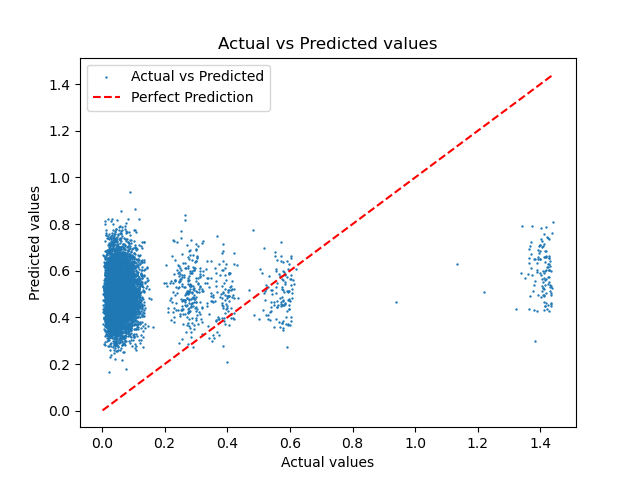 Actual vs Predicted values
Actual vs Predicted
Perfect Prediction
1.4
1.2
1.0
0.8
0.6
0.4
0.2
0.0
Predicted values
0.0 0.2 0.4 0.6 0.8 1.0 1.2 1.4
Actual values